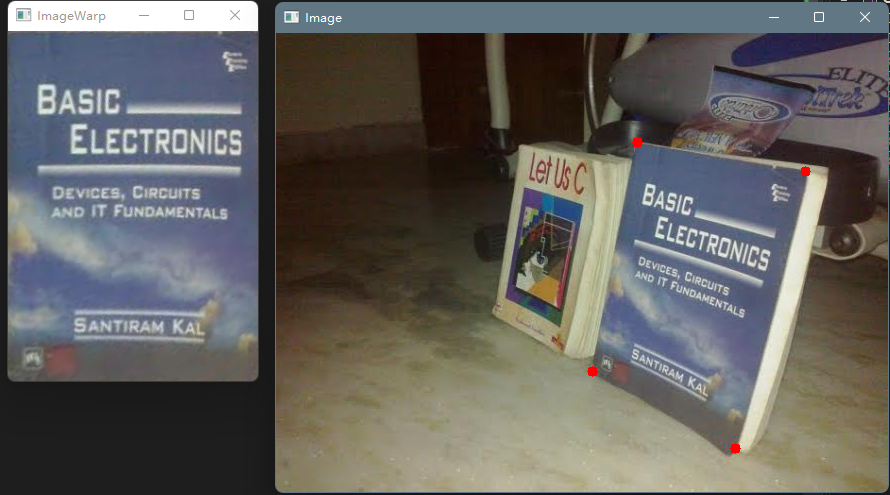 ImageWarp
BASIC
ELECTRONICS
DEVICES, CIRCUITS
AND IT FUNDAMENTALS
SANTIRAM KAL
Image
ELIT
Let Us C
BASIC
ELECTRONICS
DEVICES, CIRCUITS
AND IT FUNDAMENTALS
SANTIRAM KAL